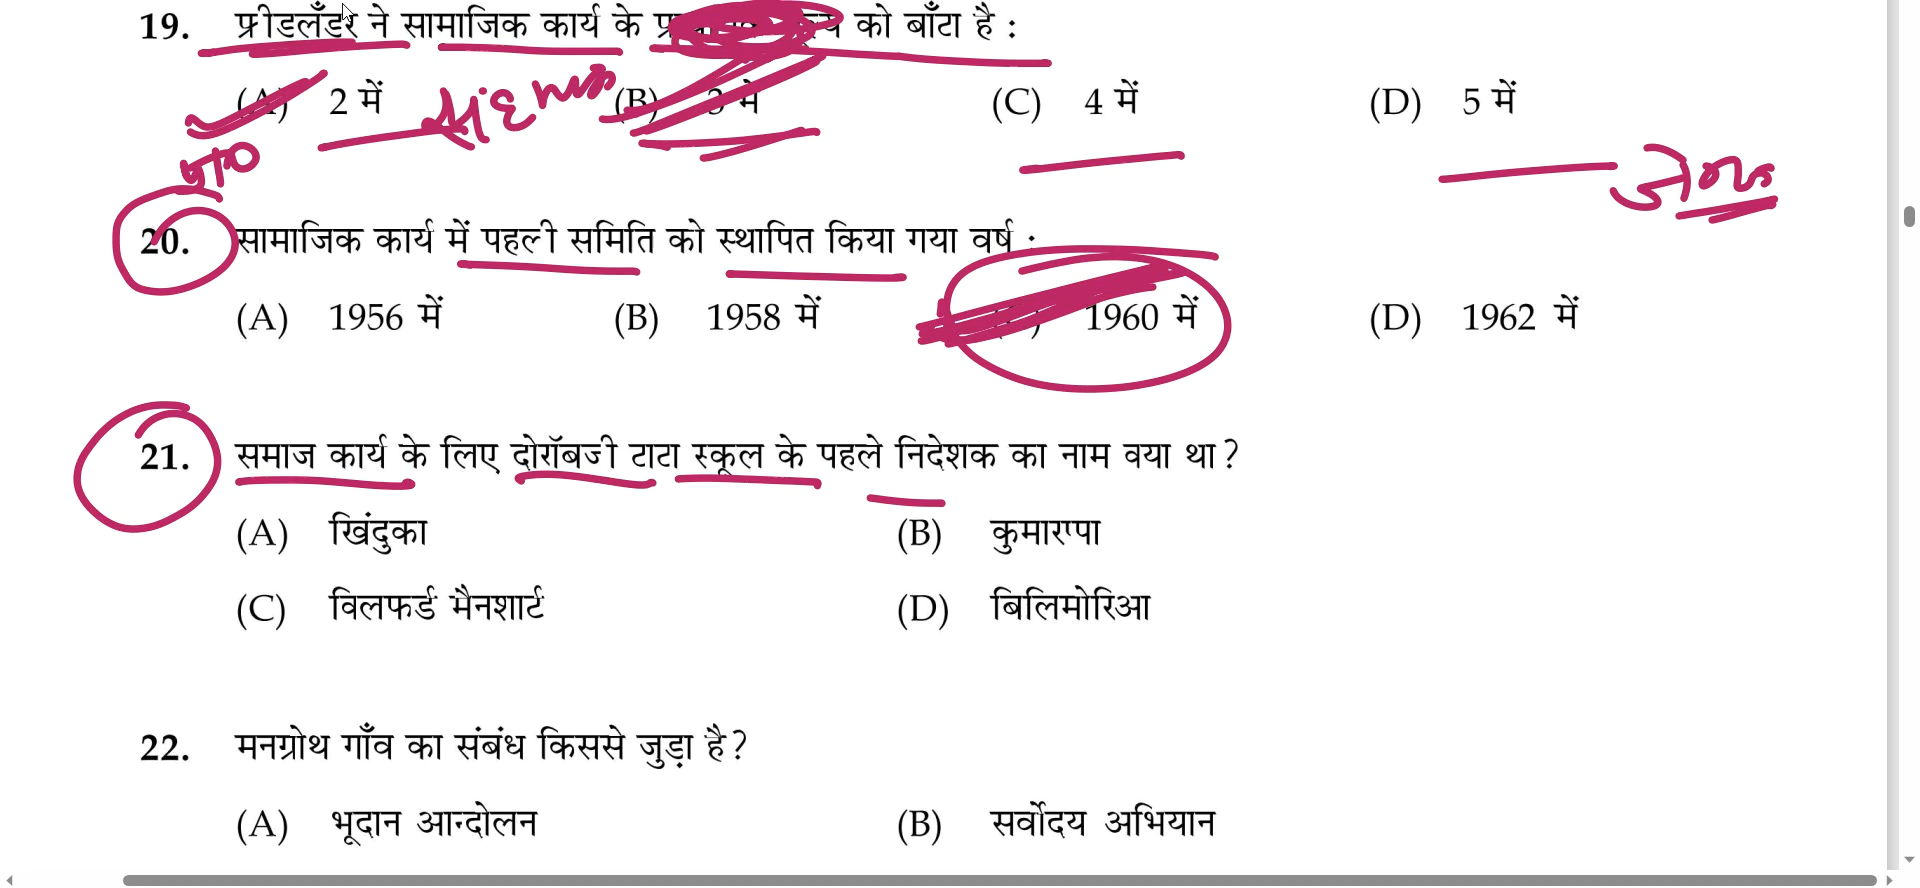 19. फ्रीडलैंडर ने सामाजिक कार्य के को बाँटा है :
(A) 2 में (B) 3 में (C) 4 में (D) 5 में
20. सामाजिक कार्य में पहली समिति को स्थापित किया गया वर्ष :
(A) 1956 में (B) 1958 में 1960 में (D) 1962 में
21. समाज कार्य के लिए दोरॉबजी टाटा स्कूल के पहले निदेशक का नाम क्या था ?
(A) खिंदुका (B) कुमारप्पा
(C) विलफर्ड मैनशार्ट (D) बिलिमोरिआ
22. मनग्रोथ गाँव का संबंध किससे जुड़ा है ?
(A) भूदान आन्दोलन (B) सर्वोदय अभियान